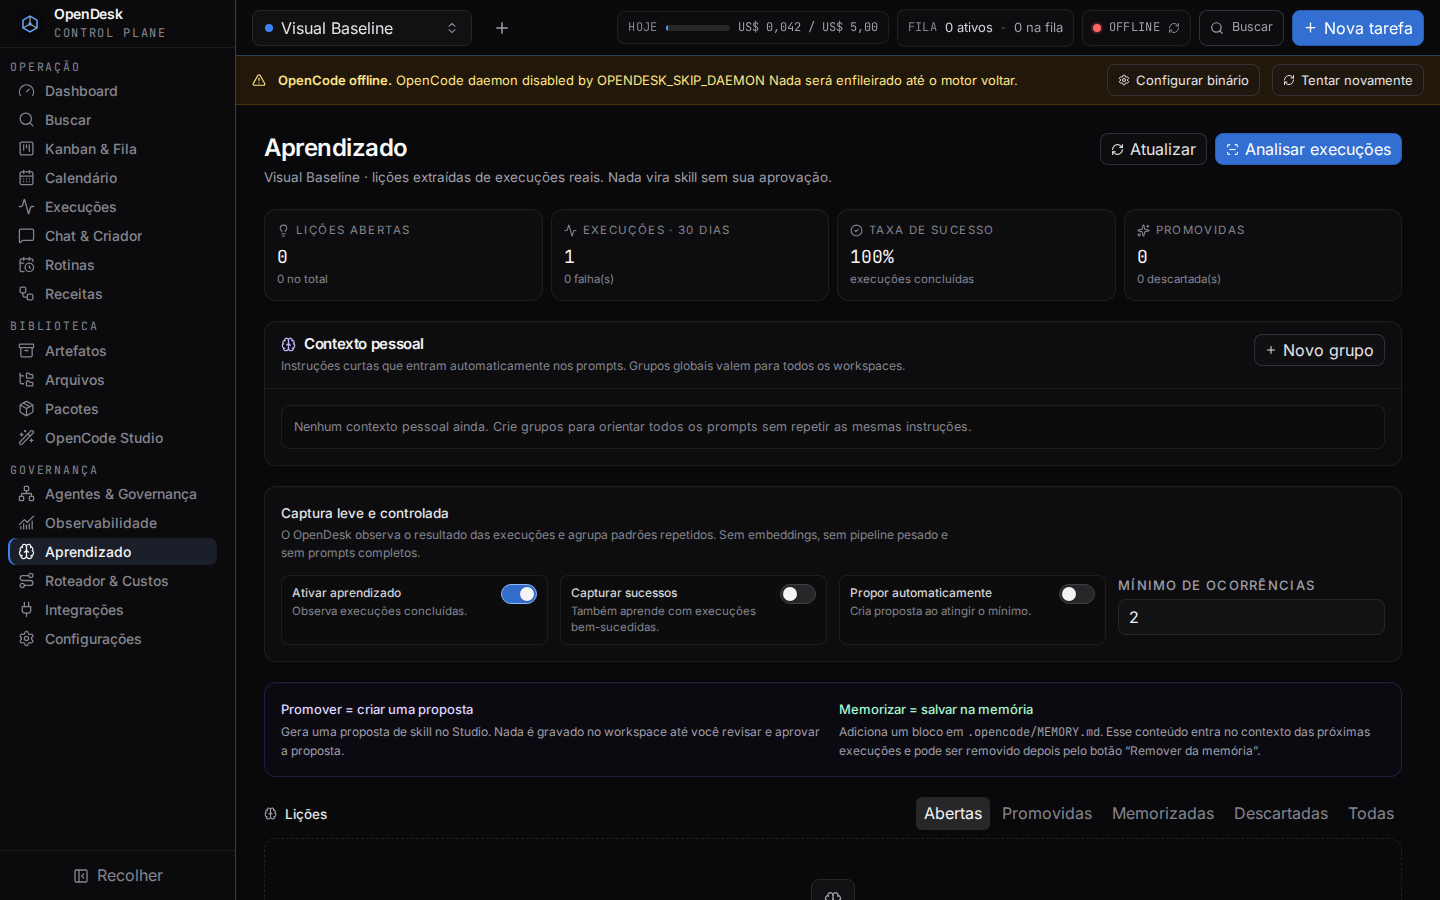 OpenDesk
CONTROL PLANE
OPERAÇÃO
Dashboard
Buscar
Kanban & Fila
Calendário
Execuções
Chat & Criador
Rotinas
Receitas
BIBLIOTECA
Artefatos
Arquivos
Pacotes
OpenCode Studio
GOVERNANÇA
Agentes & Governança
Observabilidade
Aprendizado
Roteador & Custos
Integrações
Configurações
Recolher
Visual Baseline
HOJE US$ 0,042 / US$ 5,00
FILA 0 ativos · 0 na fila
OFFLINE
Buscar
Nova tarefa
OpenCode offline. OpenCode daemon disabled by OPENDESK_SKIP_DAEMON Nada será enfileirado até o motor voltar.
Configurar binário
Tentar novamente
Aprendizado
Visual Baseline · lições extraídas de execuções reais. Nada vira skill sem sua aprovação.
Atualizar
Analisar execuções
LIÇÕES ABERTAS
0
0 no total
EXECUÇÕES · 30 DIAS
1
0 falha(s)
TAXA DE SUCESSO
100%
execuções concluídas
PROMOVIDAS
0
0 descartada(s)
Contexto pessoal
Instruções curtas que entram automaticamente nos prompts. Grupos globais valem para todos os workspaces.
Novo grupo
Nenhum contexto pessoal ainda. Crie grupos para orientar todos os prompts sem repetir as mesmas instruções.
Captura leve e controlada
O OpenDesk observa o resultado das execuções e agrupa padrões repetidos. Sem embeddings, sem pipeline pesado e
sem prompts completos.
Ativar aprendizado
Observa execuções concluídas.
Capturar sucessos
Também aprende com execuções
bem-sucedidas.
Propor automaticamente
Cria proposta ao atingir o mínimo.
MÍNIMO DE OCORRÊNCIAS
2
Promover = criar uma proposta
Gera uma proposta de skill no Studio. Nada é gravado no workspace até você revisar e aprovar
a proposta.
Memorizar = salvar na memória
Adiciona um bloco em .opencode/MEMORY.md. Esse conteúdo entra no contexto das próximas
execuções e pode ser removido depois pelo botão “Remover da memória”.
Lições
Abertas
Promovidas
Memorizadas
Descartadas
Todas